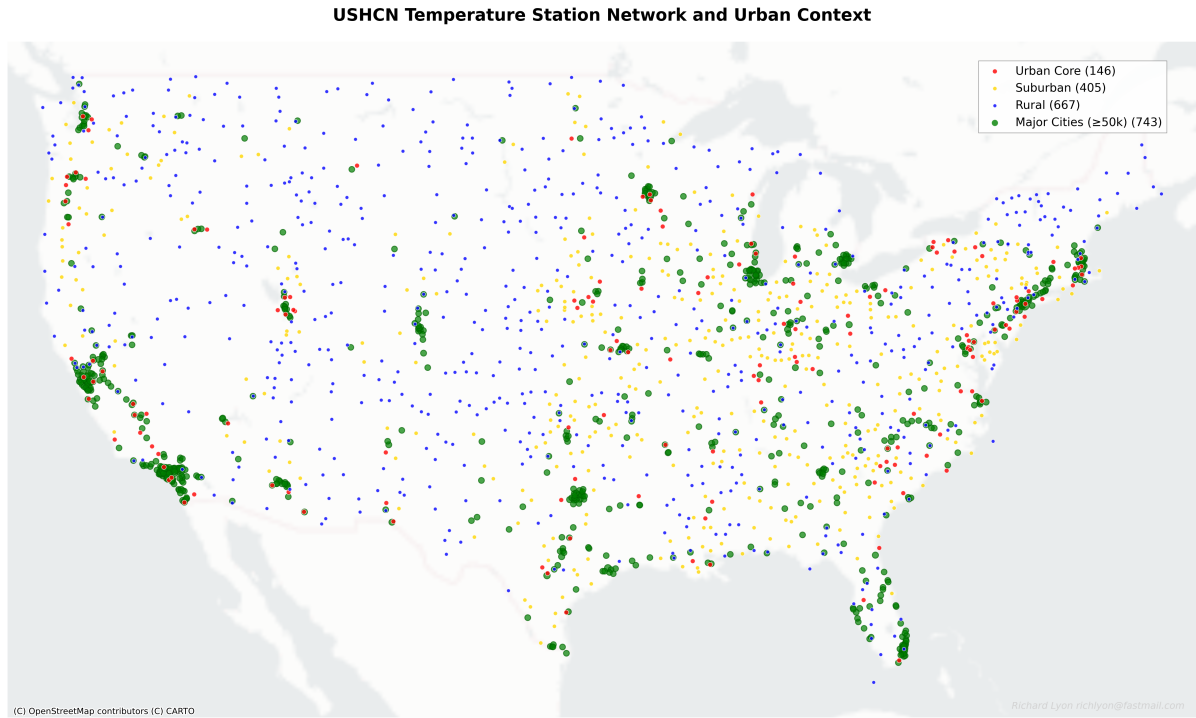 USHCN Temperature Station Network and Urban Context
Urban Core (146)
Suburban (405)
Rural (667)
Major Cities (≥50k) (743)
(C) OpenStreetMap contributors (C) CARTO
Richard Lyon richlyon@fastmail.com